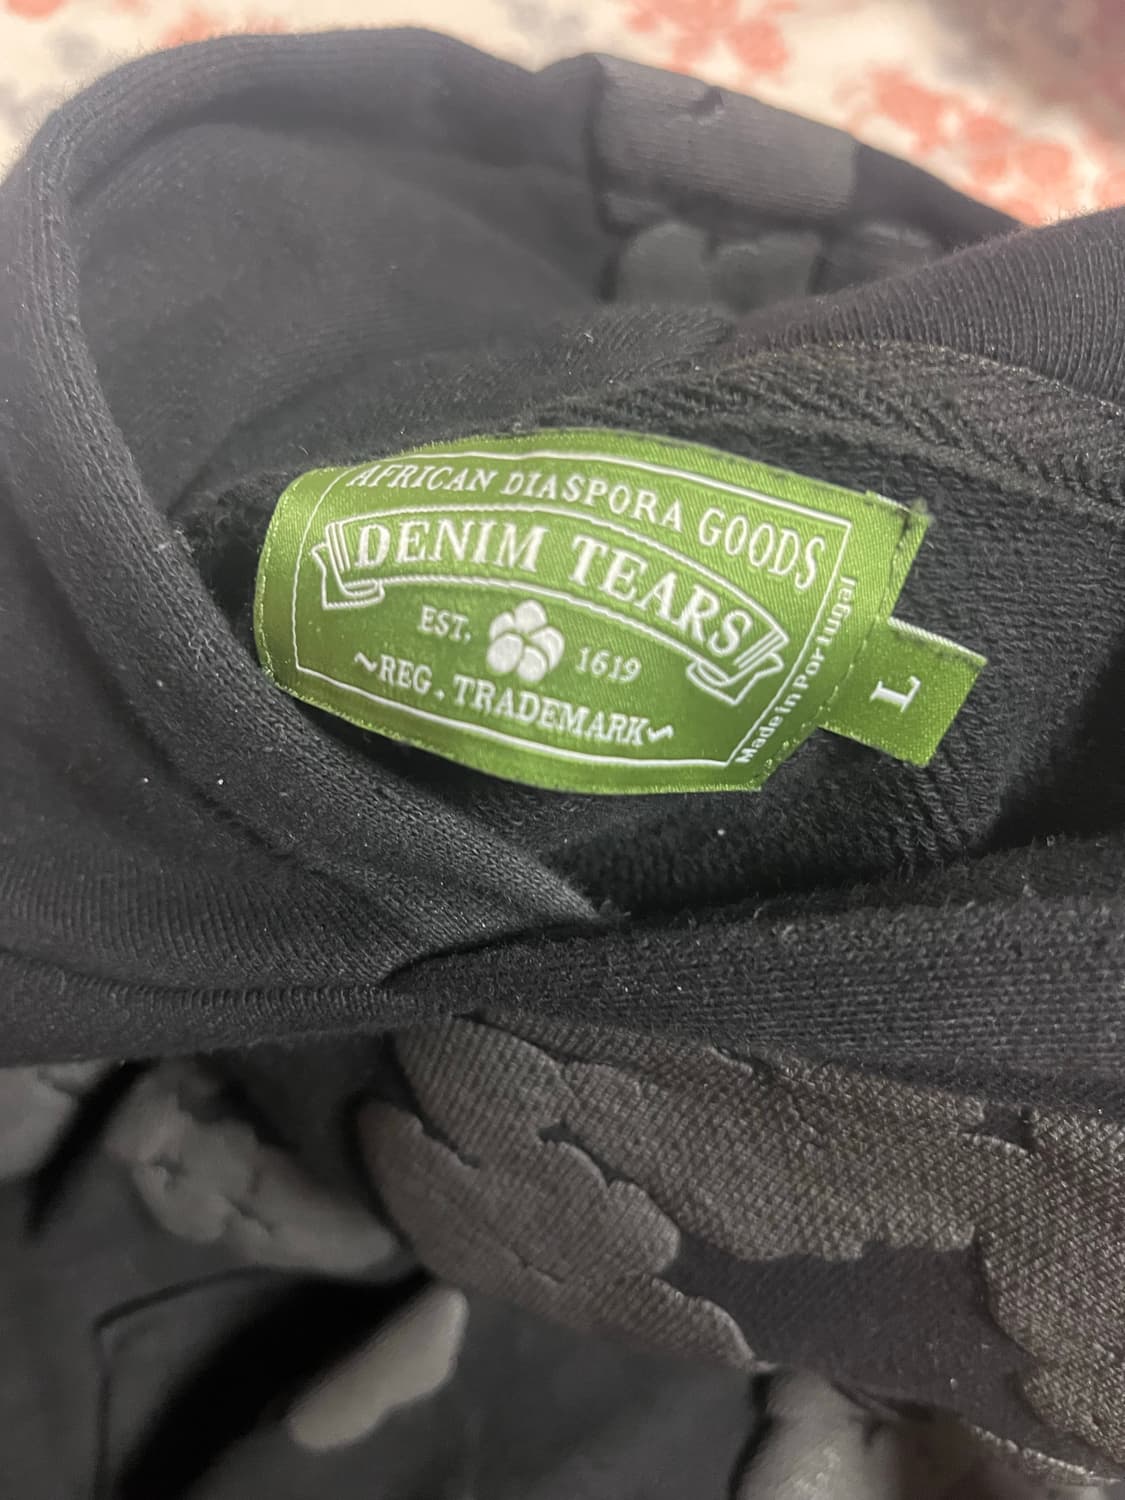 AFRICAN DIASPORA GOODS
DENIM TEARS
EST. 1619
~REG. TRADEMARK~
Made in Portugal
L